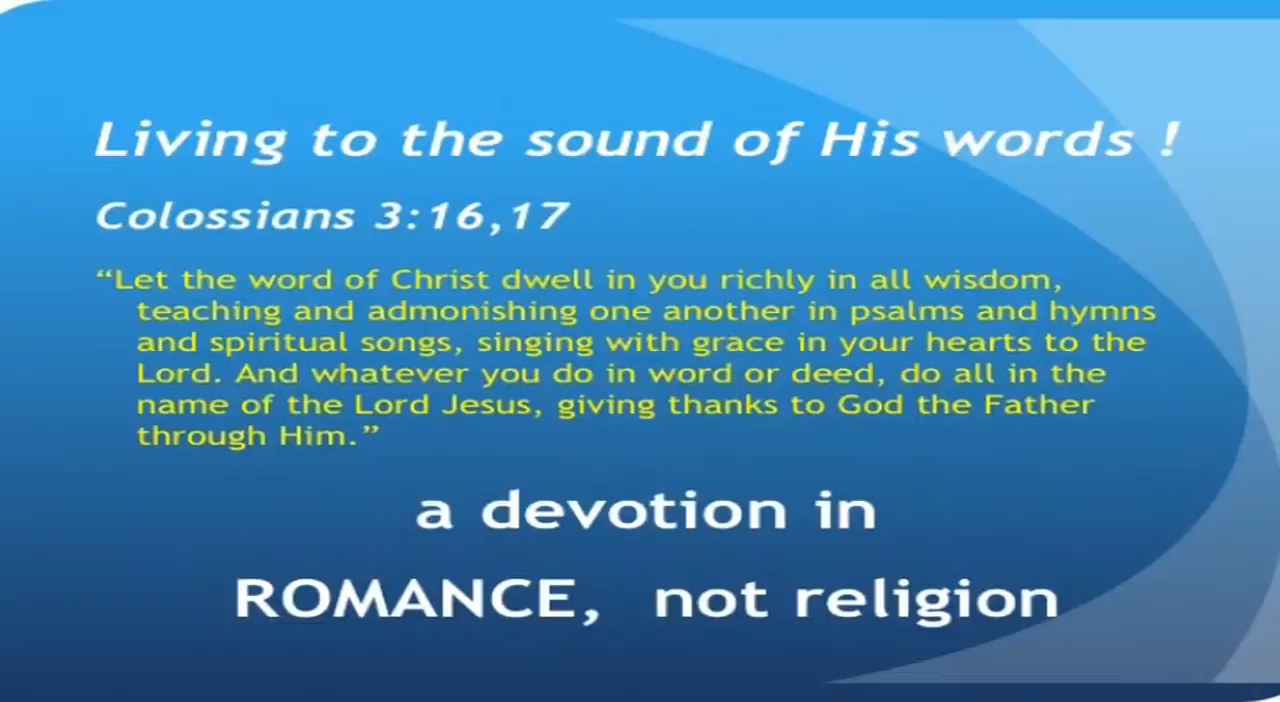 Living to the sound of His words !
Colossians 3:16,17
“Let the word of Christ dwell in you richly in all wisdom,
teaching and admonishing one another in psalms and hymns
and spiritual songs, singing with grace in your hearts to the
Lord. And whatever you do in word or deed, do all in the
name of the Lord Jesus, giving thanks to God the Father
through Him.”
a devotion in
ROMANCE, not religion